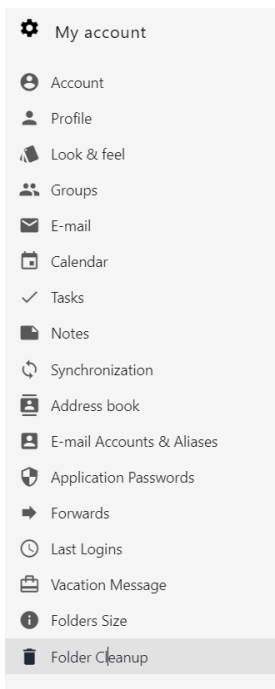 My account
Account
Profile
Look & feel
Groups
E-mail
Calendar
Tasks
Notes
Synchronization
Address book
E-mail Accounts & Aliases
Application Passwords
Forwards
Last Logins
Vacation Message
Folders Size
Folder Cleanup